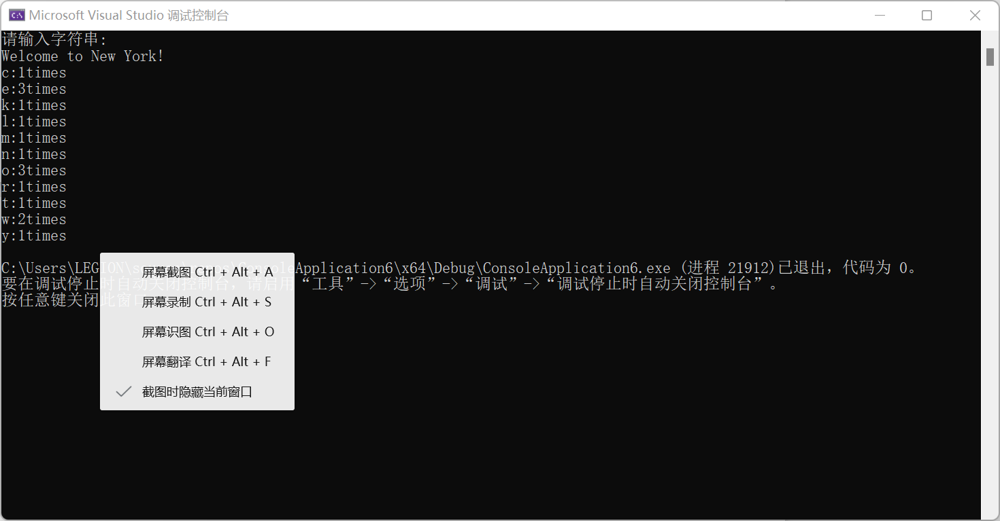 Microsoft Visual Studio 调试控制台
请输入字符串:
Welcome to New York!
c:1times
e:3times
k:1times
l:1times
m:1times
n:1times
o:3times
r:1times
t:1times
w:2times
y:1times
C:\Users\LEGION\source\repos\ConsoleApplication6\x64\Debug\ConsoleApplication6.exe (进程 21912)已退出，代码为 0。
要在调试停止时自动关闭控制台，请启用“工具”->“选项”->“调试”->“调试停止时自动关闭控制台”。
按任意键关闭此窗口
屏幕截图 Ctrl + Alt + A
屏幕录制 Ctrl + Alt + S
屏幕识图 Ctrl + Alt + O
屏幕翻译 Ctrl + Alt + F
截图时隐藏当前窗口